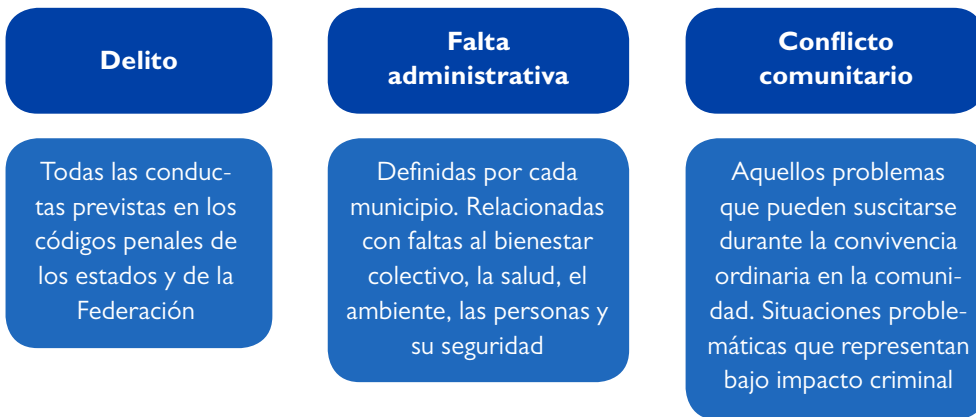 Delito
Todas las conduc-
tas previstas en los
códigos penales de
los estados y de la
Federación
Falta
administrativa
Definidas por cada
municipio. Relacionadas
con faltas al bienestar
colectivo, la salud, el
ambiente, las personas y
su seguridad
Conflicto
comunitario
Aquellos problemas
que pueden suscitarse
durante la convivencia
ordinaria en la comuni-
dad. Situaciones proble-
máticas que representan
bajo impacto criminal